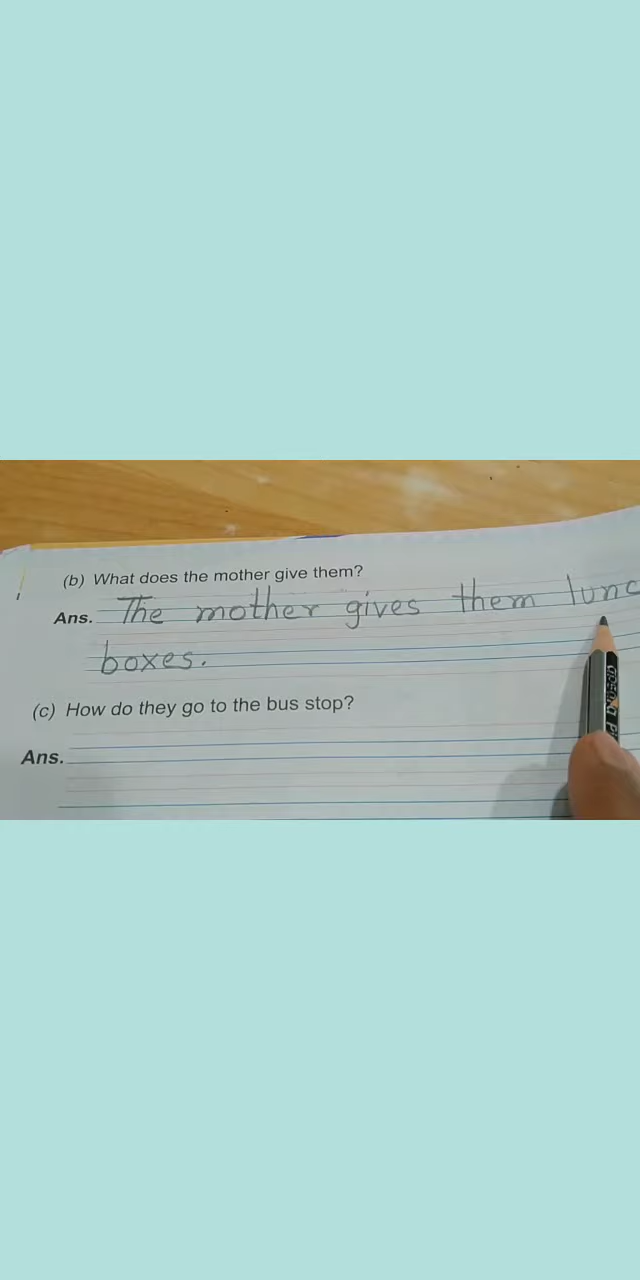 (b) What does the mother give them?
Ans. The mother gives them lunc
boxes.
(c) How do they go to the bus stop?
Ans.